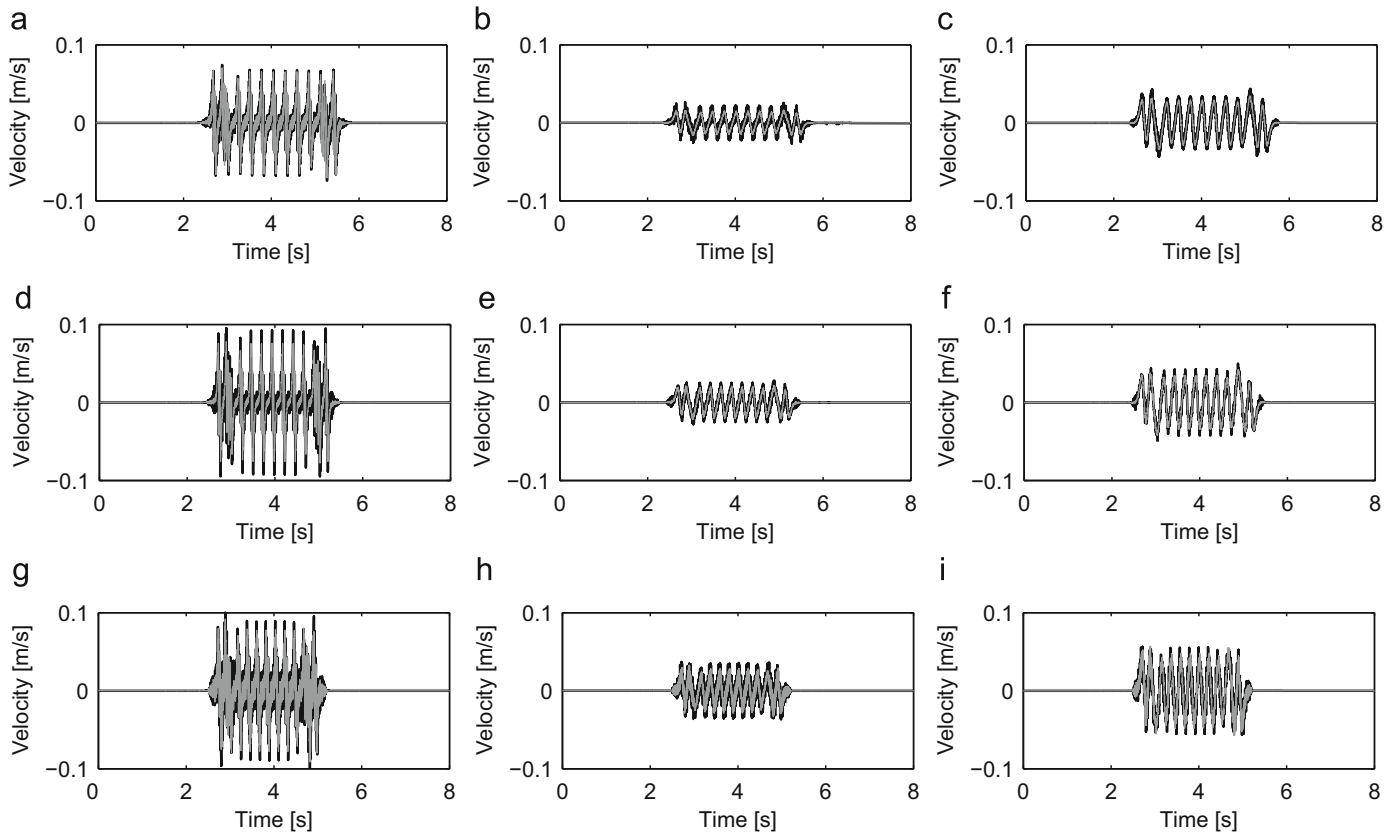 a b c
0.1 0.1 0.1
Velocity [m/s] Velocity [m/s] Velocity [m/s]
0 0 0
−0.1 −0.1 −0.1
0 2 4 6 8 0 2 4 6 8 0 2 4 6 8
Time [s] Time [s] Time [s]
d e f
0.1 0.1 0.1
Velocity [m/s] Velocity [m/s] Velocity [m/s]
0 0 0
−0.1 −0.1 −0.1
0 2 4 6 8 0 2 4 6 8 0 2 4 6 8
Time [s] Time [s] Time [s]
g h i
0.1 0.1 0.1
Velocity [m/s] Velocity [m/s] Velocity [m/s]
0 0 0
−0.1 −0.1 −0.1
0 2 4 6 8 0 2 4 6 8 0 2 4 6 8
Time [s] Time [s] Time [s]